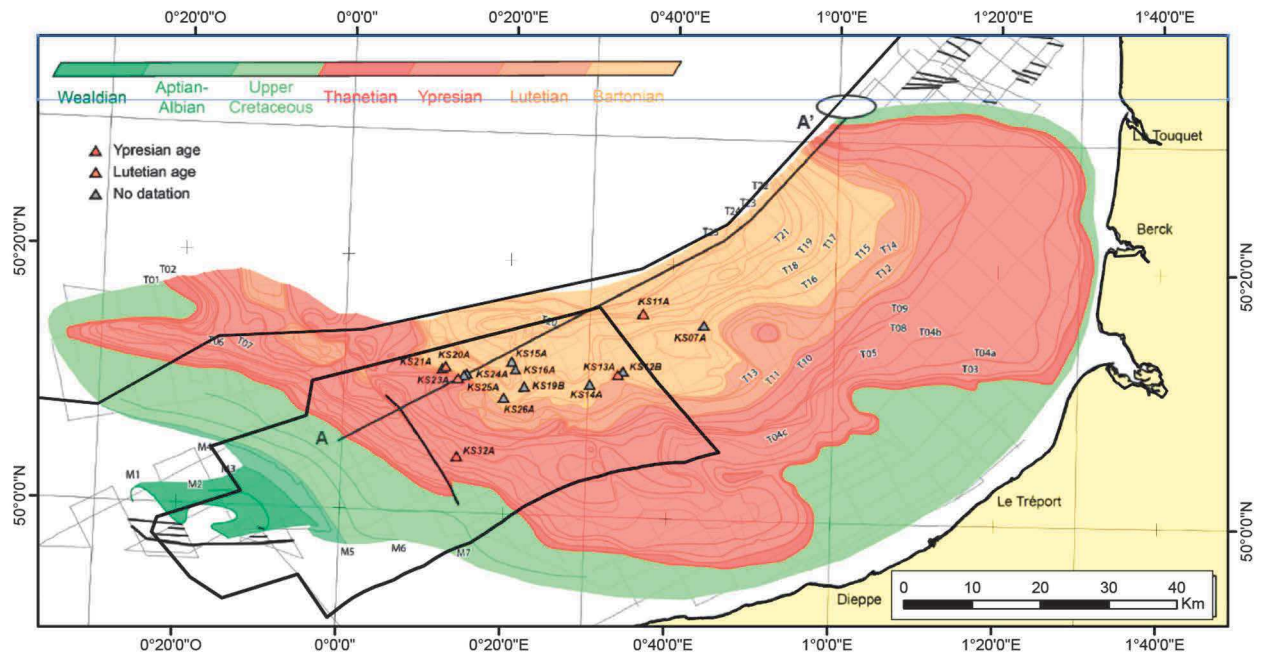 0°20'O 0°0'0" 0°20'0"E 0°40'0"E 1°0'0"E 1°20'0"E 1°40'0"E
Wealdian Aptian-Albian Upper Cretaceous Thanetian Ypresian Lutetian Bartonian
A'
Le Touquet
Ypresian age
Lutetian age
No datation
T22
T23
T24
T25
T21 T19 T17
Berck
50°20'0"N
T15 T14
T18 T16 T12
T02
T01
50°20'0"N
KS11A
T09
T20 KS07A
T08 T04b
T06 T07
KS15A
T05 T04a
KS21A KS20A
T10
KS24A KS16A KS13A KS12B
T03
KS23A KS25A KS19B KS14A
T13 T11
KS26A
A
T04c
M4
KS32A
M3
M1
M2
50°0'0"N
Le Tréport
50°0'0"N
M5 M6 M7
0 10 20 30 40
Km
Dieppe
0°20'0"O 0°0'0" 0°20'0"E 0°40'0"E 1°0'0"E 1°20'0"E 1°40'0"E